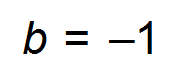 b = –1